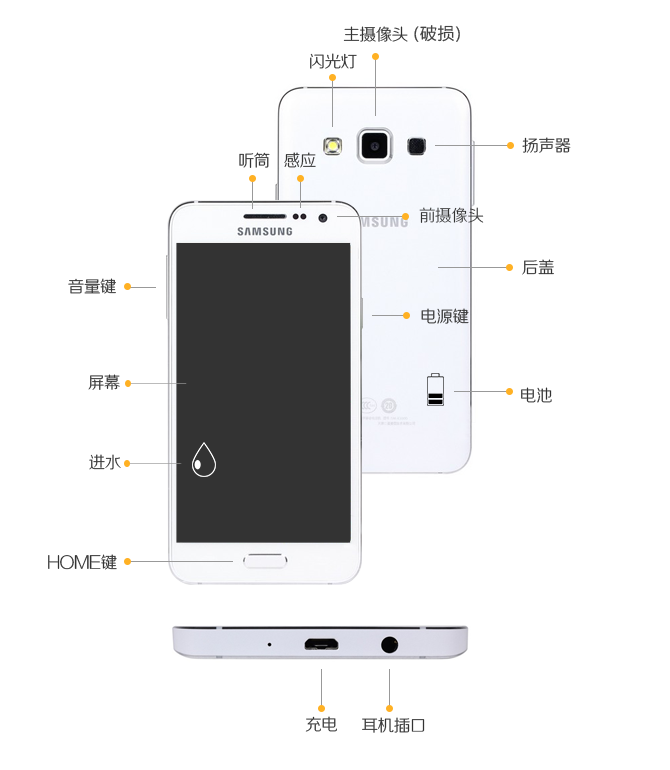 主摄像头 (破损)
闪光灯
扬声器
听筒
感应
前摄像头
SAMSUNG
MSUNG
后盖
音量键
电源键
屏幕
电池
进水
HOME键
充电
耳机插口